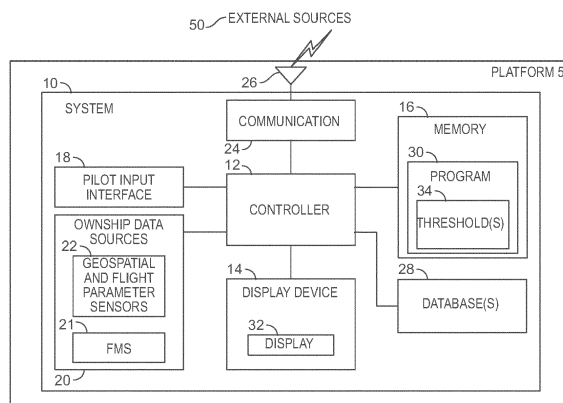 50 EXTERNAL SOURCES
PLATFORM 5
10
26
SYSTEM
COMMUNICATION
24
16
MEMORY
30
PROGRAM
34
THRESHOLD(S)
18
PILOT INPUT
INTERFACE
12
CONTROLLER
OWNSHIP DATA
SOURCES
22
GEOSPATIAL
AND FLIGHT
PARAMETER
SENSORS
21
FMS
20
14
DISPLAY DEVICE
32
DISPLAY
28
DATABASE(S)